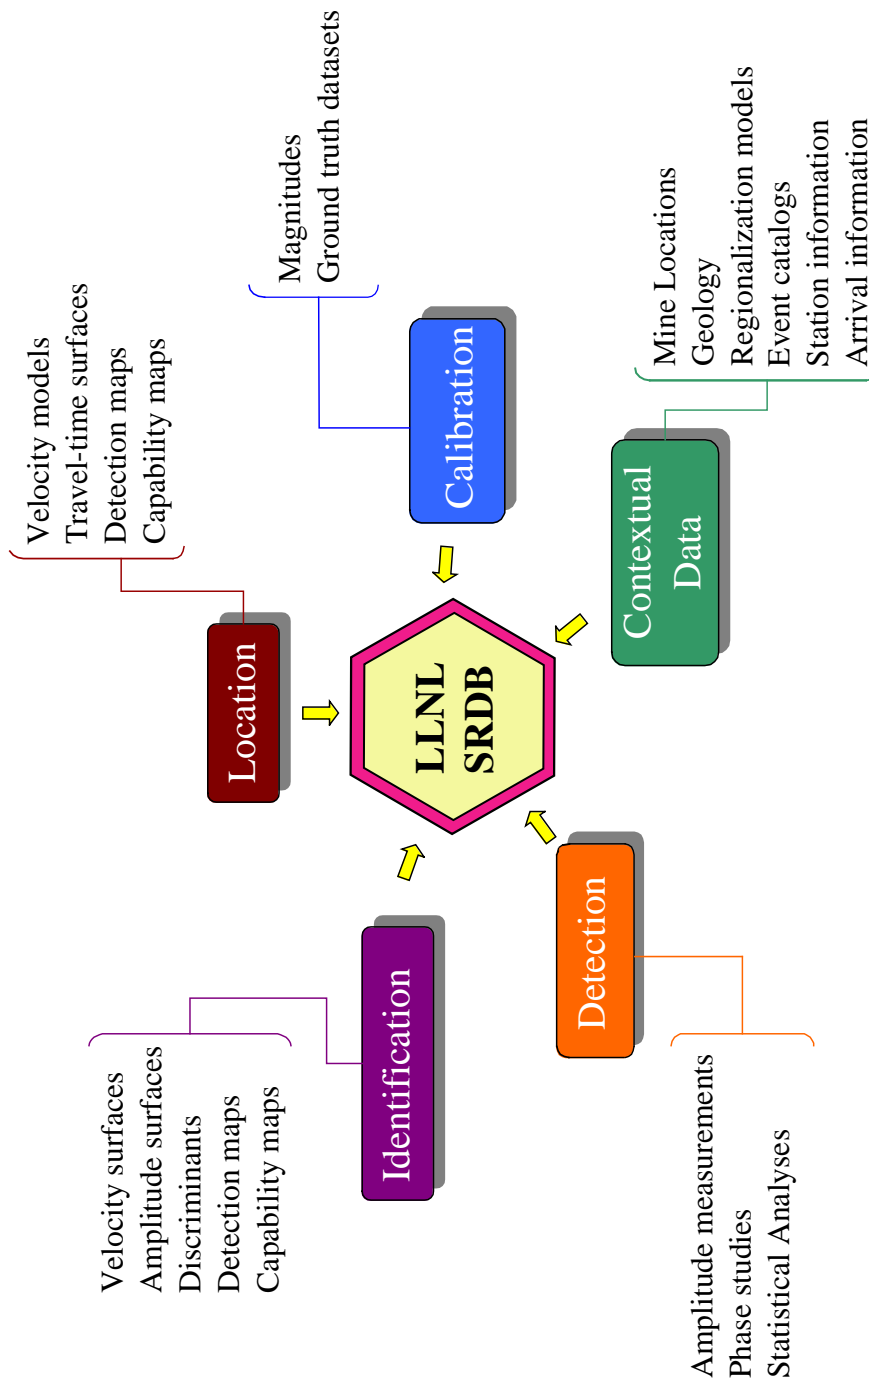 Velocity surfaces
Amplitude surfaces
Discriminants
Detection maps
Capability maps
Identification
Velocity models
Travel-time surfaces
Detection maps
Capability maps
Location
Magnitudes
Ground truth datasets
Calibration
LLNL
SRDB
Detection
Amplitude measurements
Phase studies
Statistical Analyses
Contextual
Data
Mine Locations
Geology
Regionalization models
Event catalogs
Station information
Arrival information